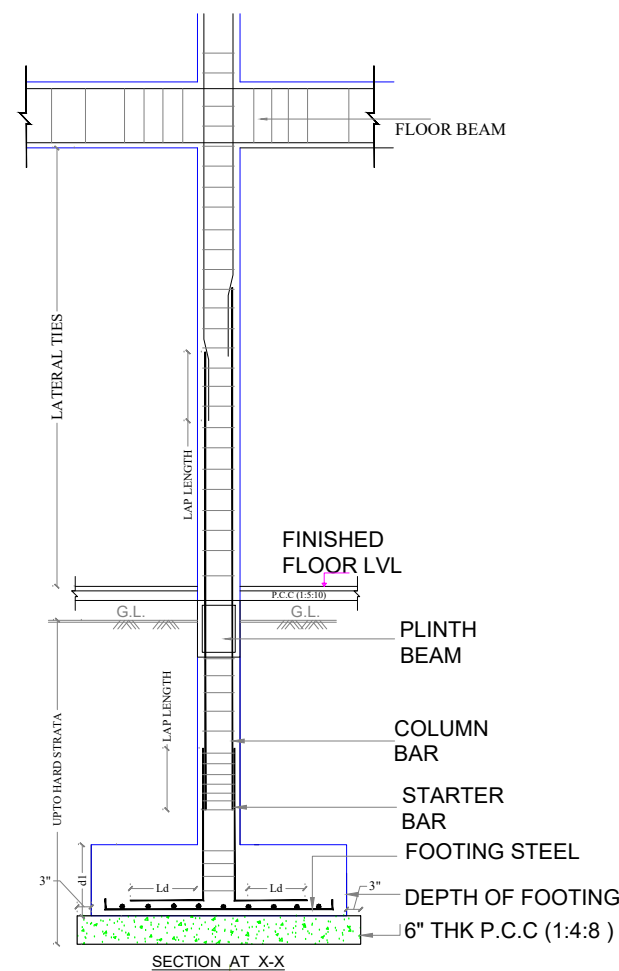 FLOOR BEAM
LATERAL TIES
LAP LENGTH
FINISHED
FLOOR LVL
P.C.C (1:5:10)
G.L.
G.L.
PLINTH
BEAM
LAP LENGTH
UPTO HARD STRATA
COLUMN
BAR
STARTER
BAR
FOOTING STEEL
3"
d1
Ld
Ld
3"
DEPTH OF FOOTING
6" THK P.C.C (1:4:8 )
SECTION AT X-X